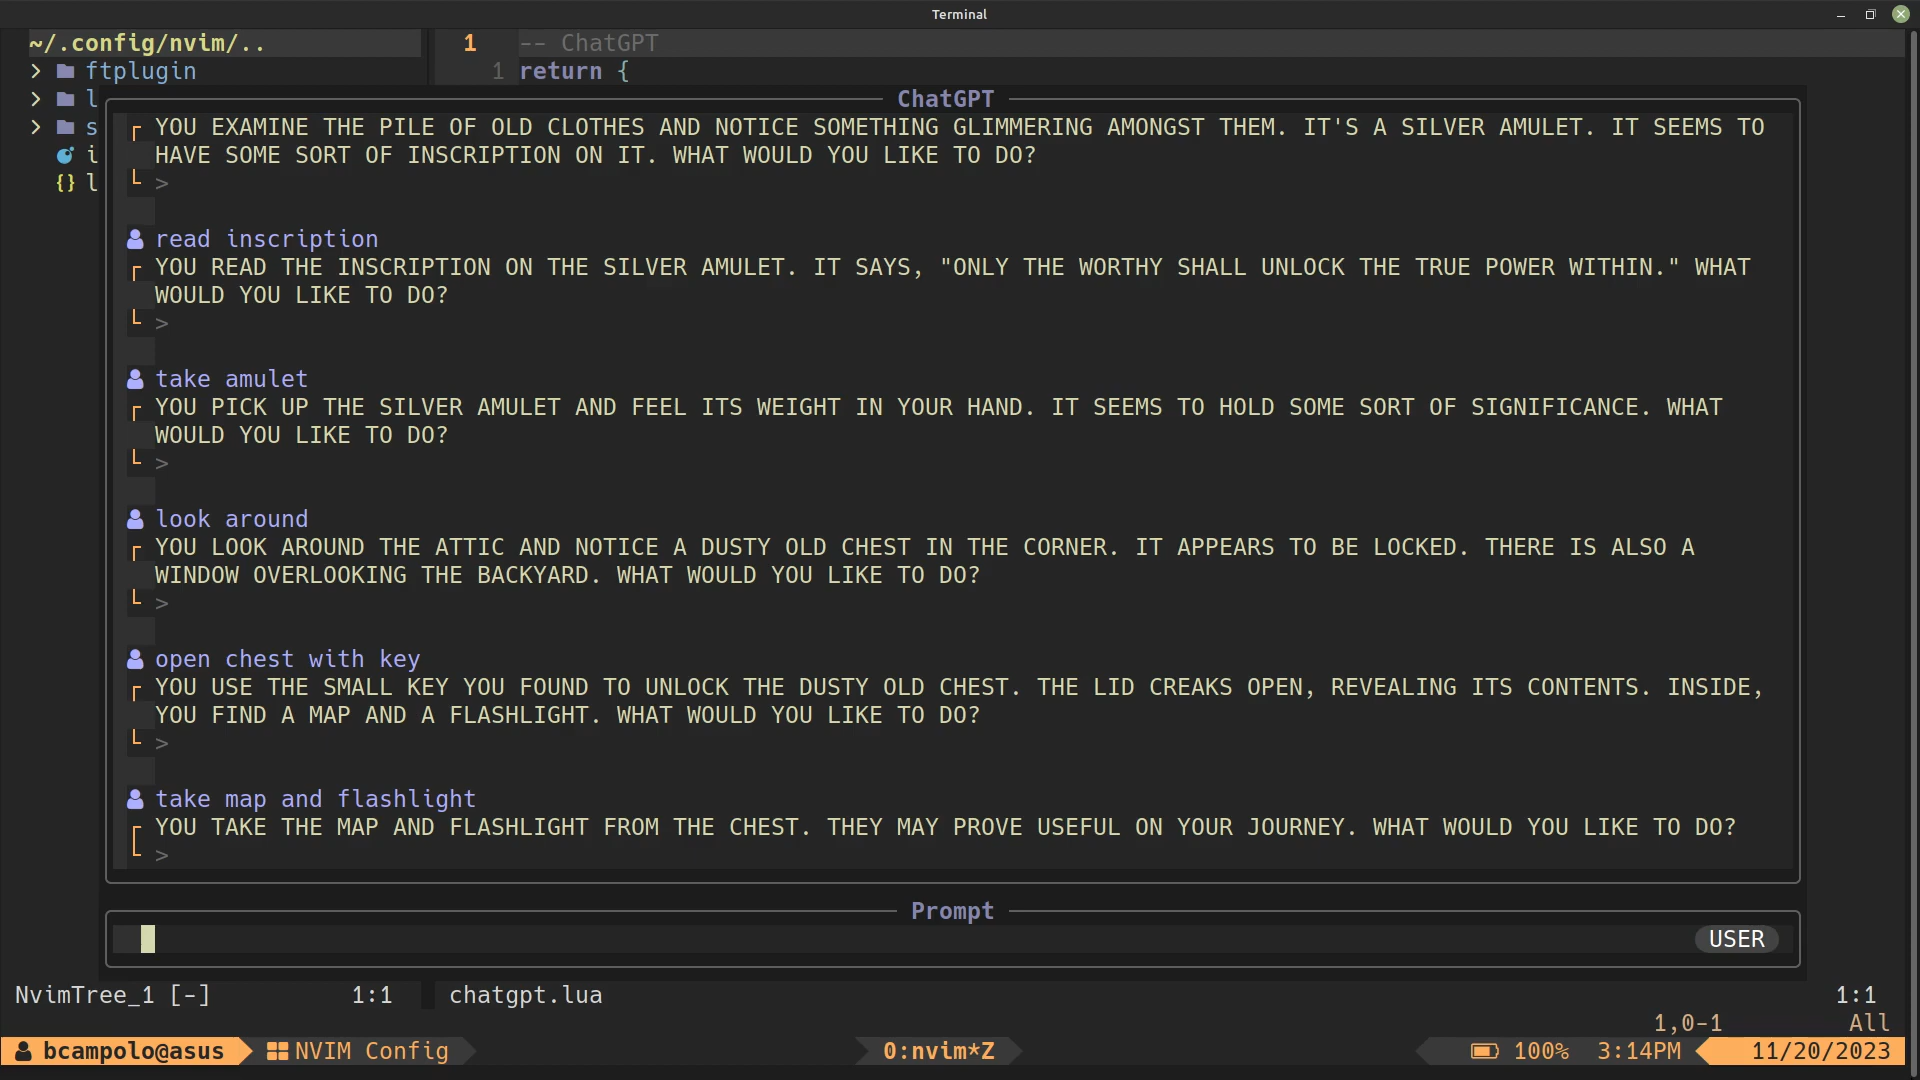 Terminal
~/.config/nvim/..
ftplugin
l
s
i
{} l
1 -- ChatGPT
1 return {
ChatGPT
YOU EXAMINE THE PILE OF OLD CLOTHES AND NOTICE SOMETHING GLIMMERING AMONGST THEM. IT'S A SILVER AMULET. IT SEEMS TO
HAVE SOME SORT OF INSCRIPTION ON IT. WHAT WOULD YOU LIKE TO DO?
>
read inscription
YOU READ THE INSCRIPTION ON THE SILVER AMULET. IT SAYS, "ONLY THE WORTHY SHALL UNLOCK THE TRUE POWER WITHIN." WHAT
WOULD YOU LIKE TO DO?
>
take amulet
YOU PICK UP THE SILVER AMULET AND FEEL ITS WEIGHT IN YOUR HAND. IT SEEMS TO HOLD SOME SORT OF SIGNIFICANCE. WHAT
WOULD YOU LIKE TO DO?
>
look around
YOU LOOK AROUND THE ATTIC AND NOTICE A DUSTY OLD CHEST IN THE CORNER. IT APPEARS TO BE LOCKED. THERE IS ALSO A
WINDOW OVERLOOKING THE BACKYARD. WHAT WOULD YOU LIKE TO DO?
>
open chest with key
YOU USE THE SMALL KEY YOU FOUND TO UNLOCK THE DUSTY OLD CHEST. THE LID CREAKS OPEN, REVEALING ITS CONTENTS. INSIDE,
YOU FIND A MAP AND A FLASHLIGHT. WHAT WOULD YOU LIKE TO DO?
>
take map and flashlight
YOU TAKE THE MAP AND FLASHLIGHT FROM THE CHEST. THEY MAY PROVE USEFUL ON YOUR JOURNEY. WHAT WOULD YOU LIKE TO DO?
>
Prompt
USER
NvimTree_1 [-] 1:1 chatgpt.lua 1:1
1,0-1 All
bcampolo@asus NVIM Config 0:nvim*Z 100% 3:14PM 11/20/2023